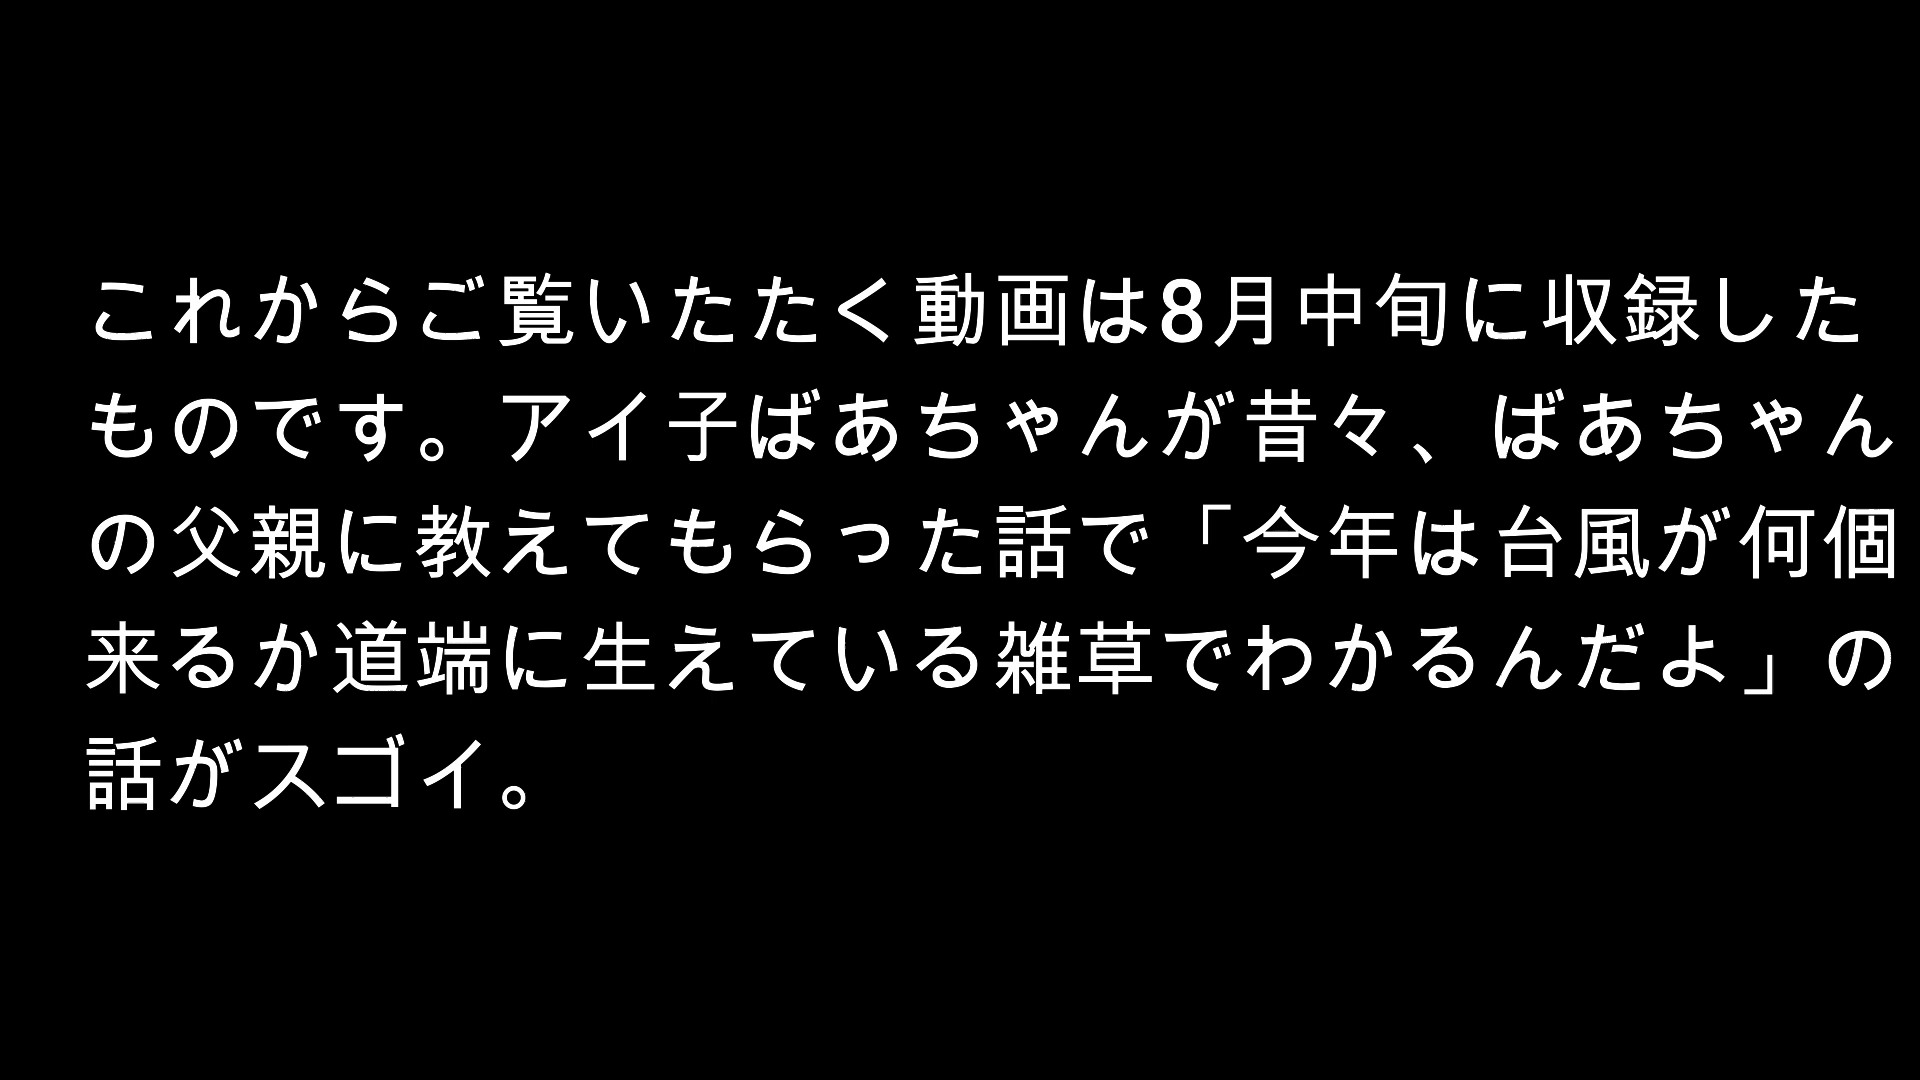 これからご覧いたたく動画は8月中旬に収録した
ものです。アイ子ばあちゃんが昔々、ばあちゃん
の父親に教えてもらった話で「今年は台風が何個
来るか道端に生えている雑草でわかるんだよ」の
話がスゴイ。